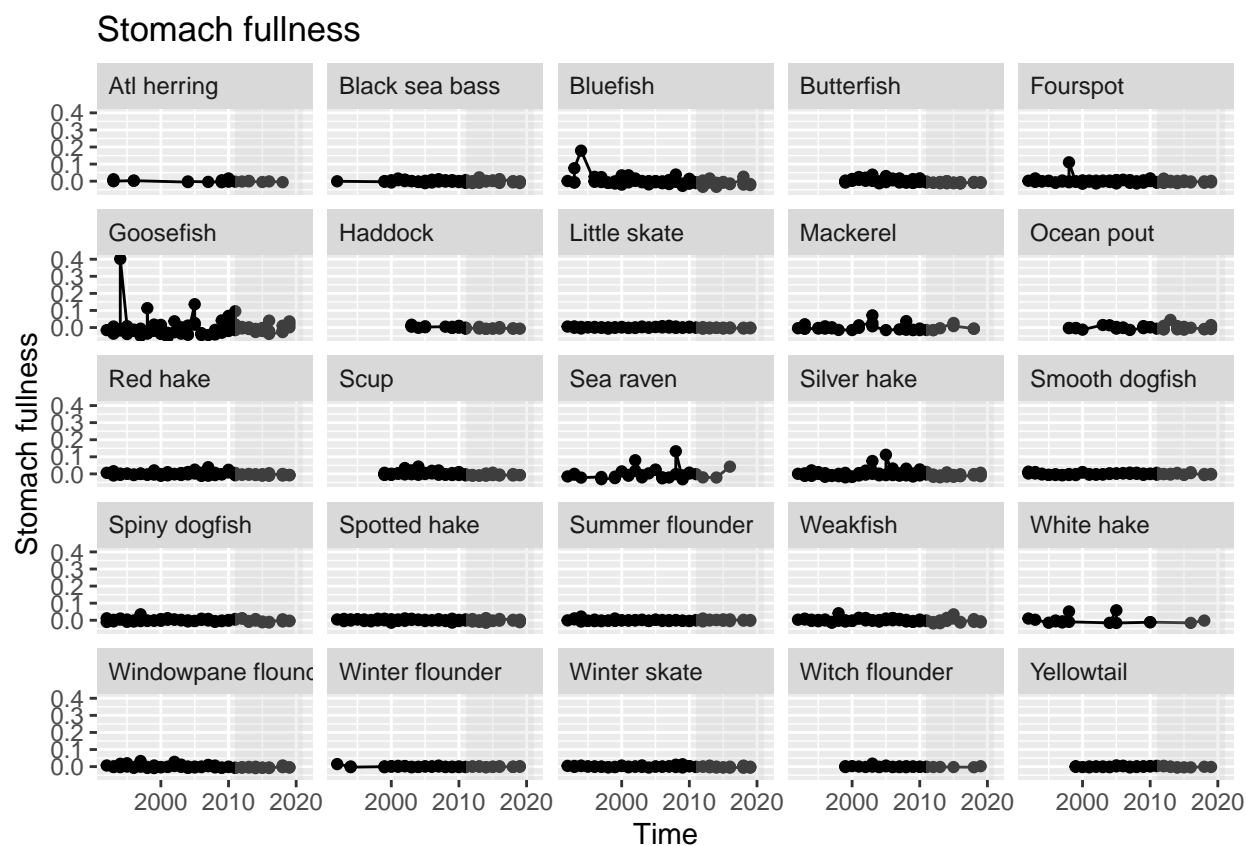 Stomach fullness
Atl herring Black sea bass Bluefish Butterfish Fourspot
0.4
0.3
0.2
0.1
0.0
Goosefish Haddock Little skate Mackerel Ocean pout
0.4
0.3
0.2
0.1
0.0
Red hake Scup Sea raven Silver hake Smooth dogfish
0.4
0.3
0.2
0.1
0.0
Spiny dogfish Spotted hake Summer flounder Weakfish White hake
0.4
0.3
0.2
0.1
0.0
Windowpane flound Winter flounder Winter skate Witch flounder Yellowtail
0.4
0.3
0.2
0.1
0.0
2000 2010 2020 2000 2010 2020 2000 2010 2020 2000 2010 2020 2000 2010 2020
Time
Stomach fullness